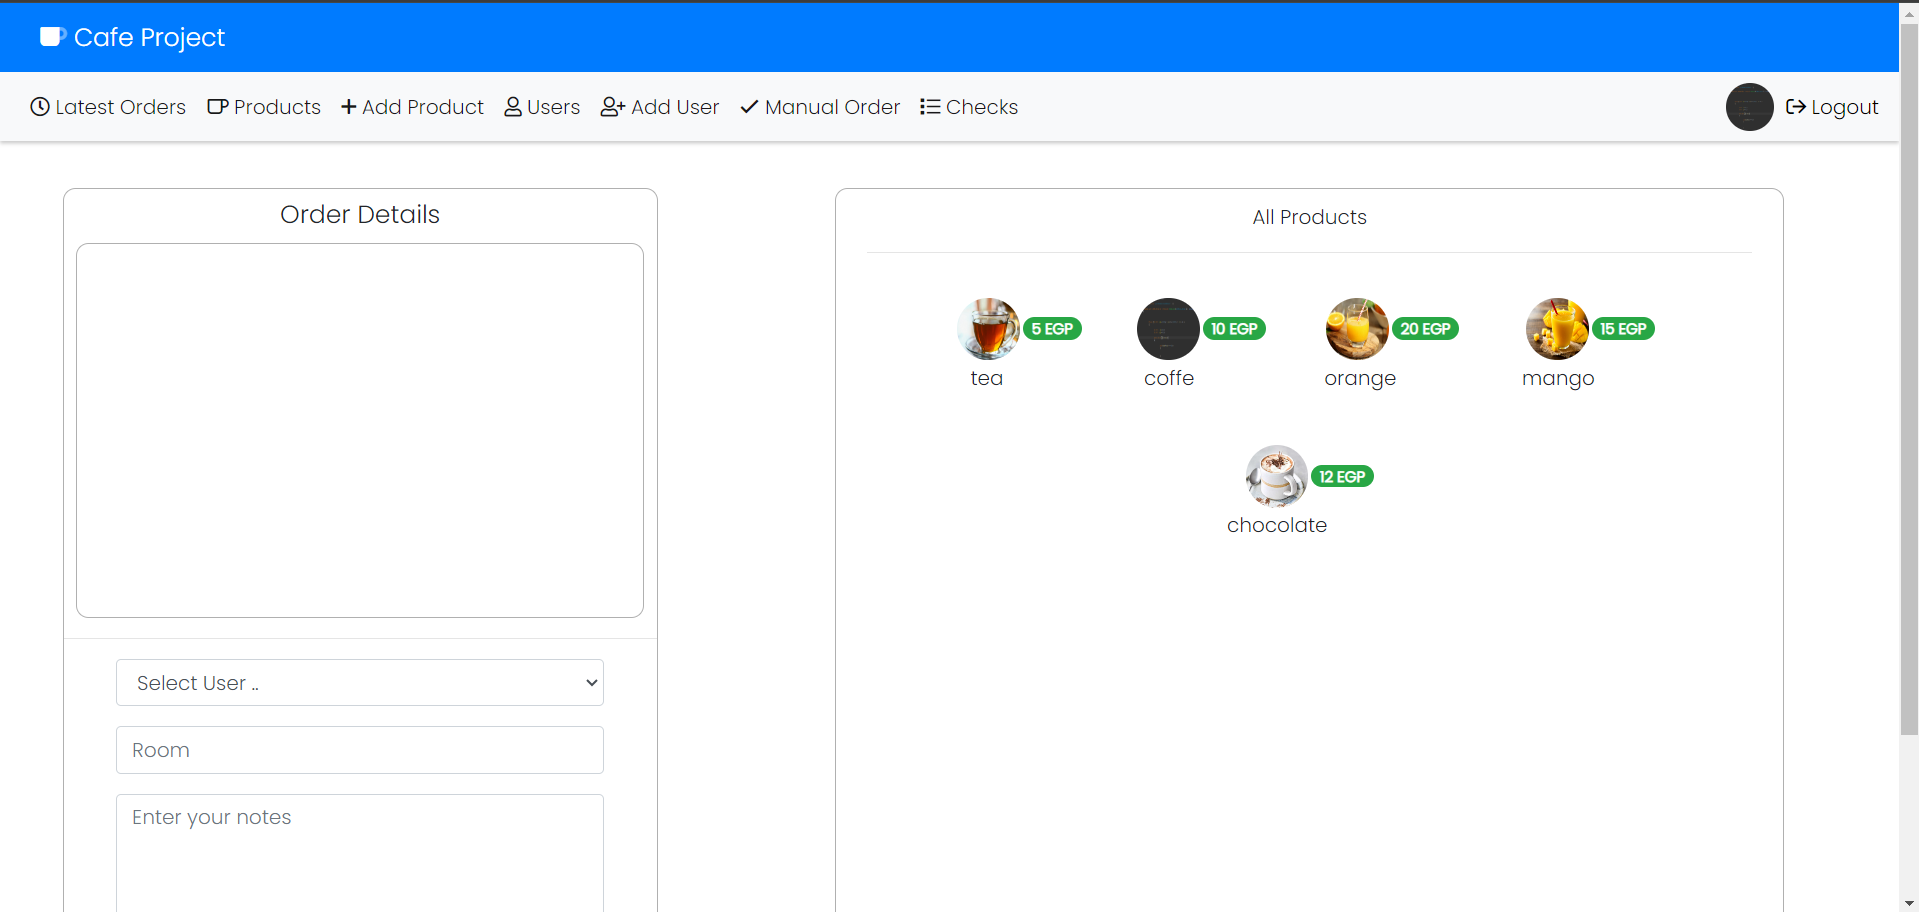 Cafe Project
Latest Orders Products Add Product Users Add User Manual Order Checks Logout
Order Details
Select User ..
Room
Enter your notes
All Products
5 EGP 10 EGP 20 EGP 15 EGP
tea coffe orange mango
12 EGP
chocolate